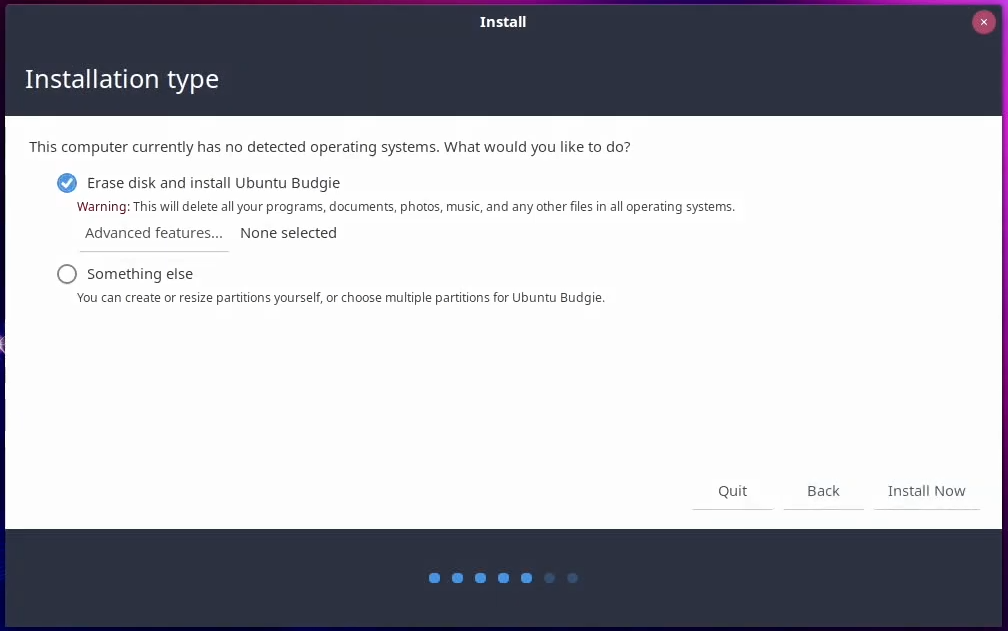 Install
Installation type
This computer currently has no detected operating systems. What would you like to do?
Erase disk and install Ubuntu Budgie
Warning: This will delete all your programs, documents, photos, music, and any other files in all operating systems.
Advanced features... None selected
Something else
You can create or resize partitions yourself, or choose multiple partitions for Ubuntu Budgie.
Quit Back Install Now